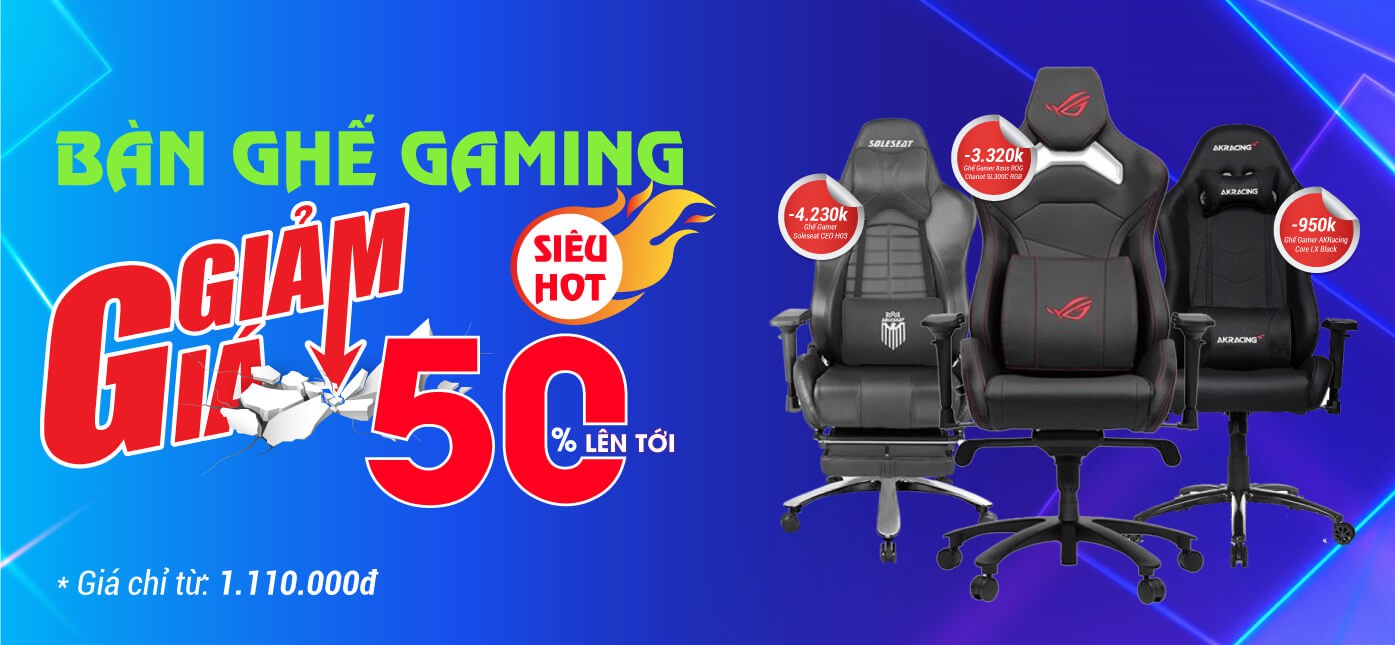 BÀN GHẾ GAMING
GIẢM
GIÁ
SIÊU
HOT
50
% LÊN TỚI
* Giá chỉ từ: 1.110.000đ
SOLESEAT
-4.230k
Ghế Gamer
Soleseat CEO H03
SOLESEAT
-3.320k
Ghế Gamer Asus ROG
Chariot SL300C RGB
AKRACING
AKRACING
-950k
Ghế Gamer AKRacing
Core LX Black
AKRACING